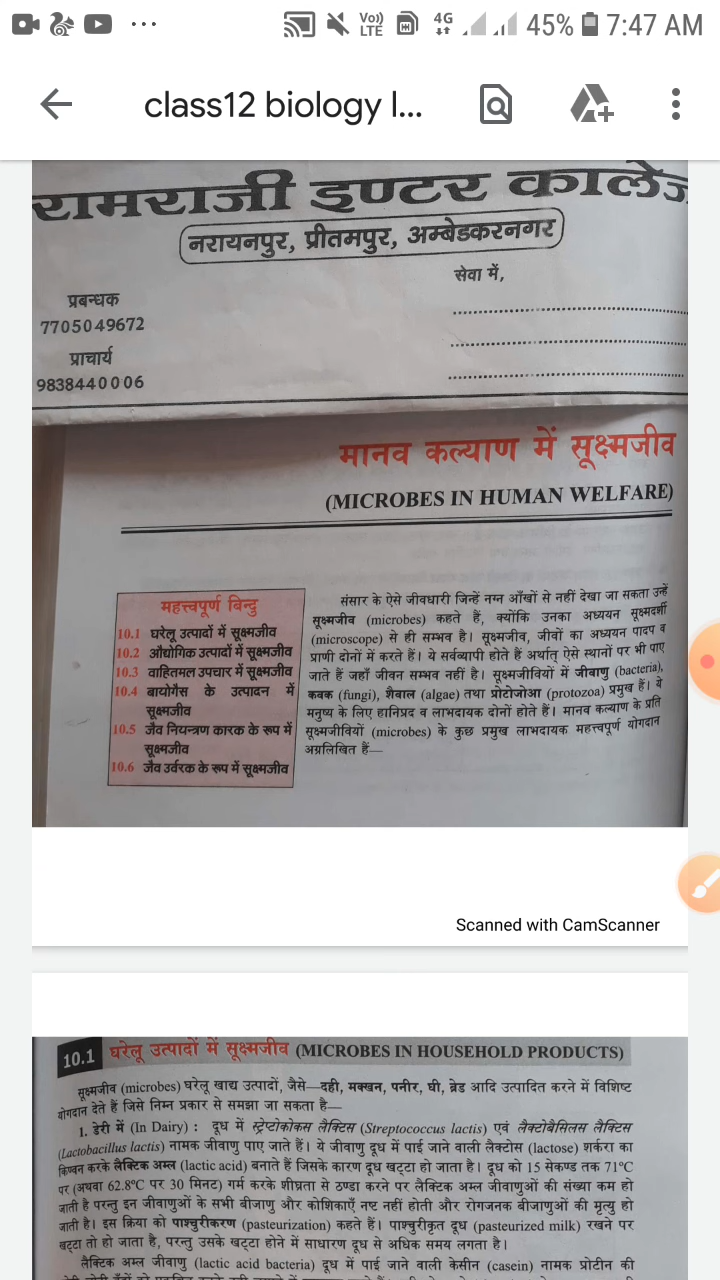 Vo)) LTE 4G 45% 7:47 AM
class12 biology l...
रामराजी इण्टर कालेज
नरायनपुर, प्रीतमपुर, अम्बेडकरनगर
सेवा में,
प्रबन्धक
7705049672
प्राचार्य
9838440006
मानव कल्याण में सूक्ष्मजीव
(MICROBES IN HUMAN WELFARE)
महत्त्वपूर्ण बिन्दु
10.1 घरेलू उत्पादों में सूक्ष्मजीव
10.2 औद्योगिक उत्पादों में सूक्ष्मजीव
10.3 वाहितमल उपचार में सूक्ष्मजीव
10.4 बायोगैस के उत्पादन में
सूक्ष्मजीव
10.5 जैव नियन्त्रण कारक के रूप में
सूक्ष्मजीव
10.6 जैव उर्वरक के रूप में सूक्ष्मजीव
संसार के ऐसे जीवधारी जिन्हें नग्न आँखों से नहीं देखा जा सकता उन्हें
सूक्ष्मजीव (microbes) कहते हैं, क्योंकि उनका अध्ययन सूक्ष्मदर्शी
(microscope) से ही सम्भव है। सूक्ष्मजीव, जीवों का अध्ययन पादप व
प्राणी दोनों में करते हैं। ये सर्वव्यापी होते हैं अर्थात् ऐसे स्थानों पर भी पाए
जाते हैं जहाँ जीवन सम्भव नहीं है। सूक्ष्मजीवियों में जीवाणु (bacteria),
कवक (fungi), शैवाल (algae) तथा प्रोटोजोआ (protozoa) प्रमुख हैं। ये
मनुष्य के लिए हानिप्रद व लाभदायक दोनों होते हैं। मानव कल्याण के प्रति
सूक्ष्मजीवियों (microbes) के कुछ प्रमुख लाभदायक महत्त्वपूर्ण योगदान
अग्रलिखित हैं—
Scanned with CamScanner
10.1 घरेलू उत्पादों में सूक्ष्मजीव (MICROBES IN HOUSEHOLD PRODUCTS)
सूक्ष्मजीव (microbes) घरेलू खाद्य उत्पादों, जैसे—दही, मक्खन, पनीर, घी, ब्रेड आदि उत्पादित करने में विशिष्ट
योगदान देते हैं जिसे निम्न प्रकार से समझा जा सकता है—
1. डेरी में (In Dairy) : दूध में स्ट्रेप्टोकोकस लैक्टिस (Streptococcus lactis) एवं लैक्टोबैसिलस लैक्टिस
(Lactobacillus lactis) नामक जीवाणु पाए जाते हैं। ये जीवाणु दूध में पाई जाने वाली लैक्टोस (lactose) शर्करा का
किण्वन करके लैक्टिक अम्ल (lactic acid) बनाते हैं जिसके कारण दूध खट्टा हो जाता है। दूध को 15 सेकण्ड तक 71°C
पर (अथवा 62.8°C पर 30 मिनट) गर्म करके शीघ्रता से ठण्डा करने पर लैक्टिक अम्ल जीवाणुओं की संख्या कम हो
जाती है परन्तु इन जीवाणुओं के सभी बीजाणु और कोशिकाएँ नष्ट नहीं होती और रोगजनक बीजाणुओं की मृत्यु हो
जाती है। इस क्रिया को पाश्चुरीकरण (pasteurization) कहते हैं। पाश्चुरीकृत दूध (pasteurized milk) रखने पर
खट्टा तो हो जाता है, परन्तु उसके खट्टा होने में साधारण दूध से अधिक समय लगता है।
लैक्टिक अम्ल जीवाणु (lactic acid bacteria) दूध में पाई जाने वाली केसीन (casein) नामक प्रोटीन की